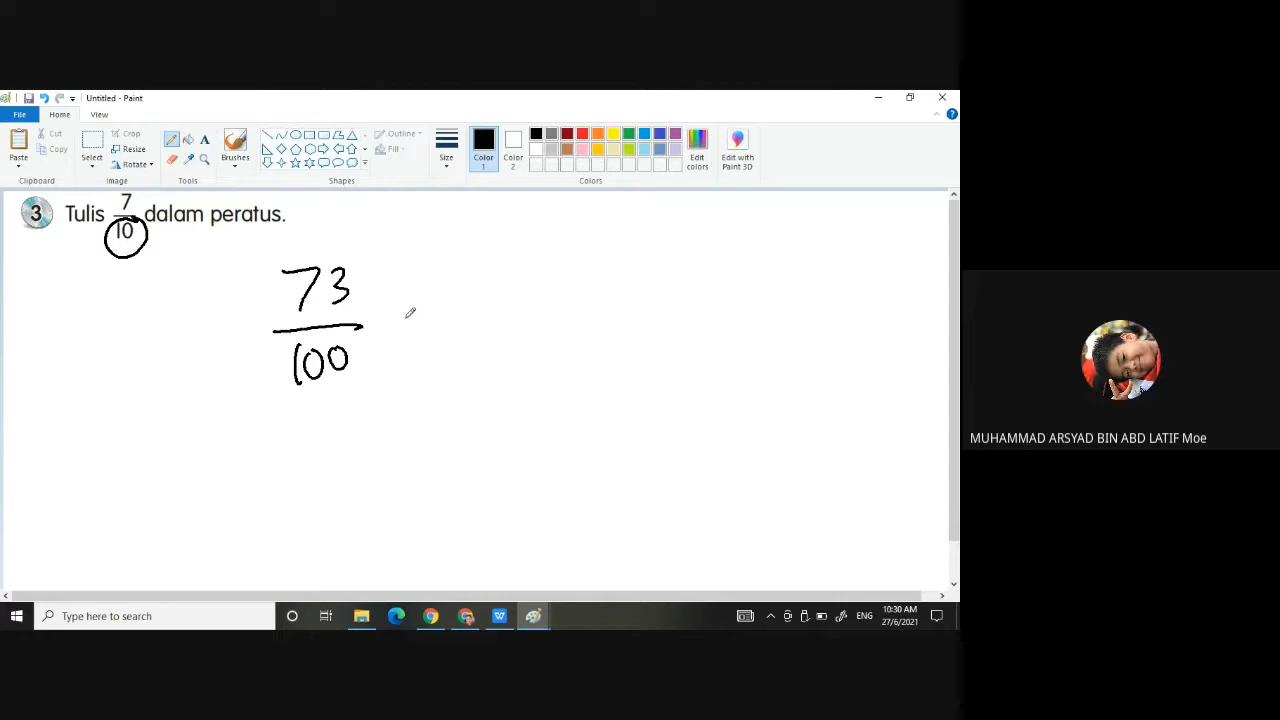 Untitled - Paint
File Home View
Paste Cut Copy Select Crop Resize Rotate Brushes Outline Fill Size Color 1 Color 2 Edit colors Edit with Paint 3D
Clipboard Image Tools Shapes Colors
3 Tulis 7/10 dalam peratus.
73
100
MUHAMMAD ARSYAD BIN ABD LATIF Moe
Type here to search
ENG 10:30 AM
27/6/2021